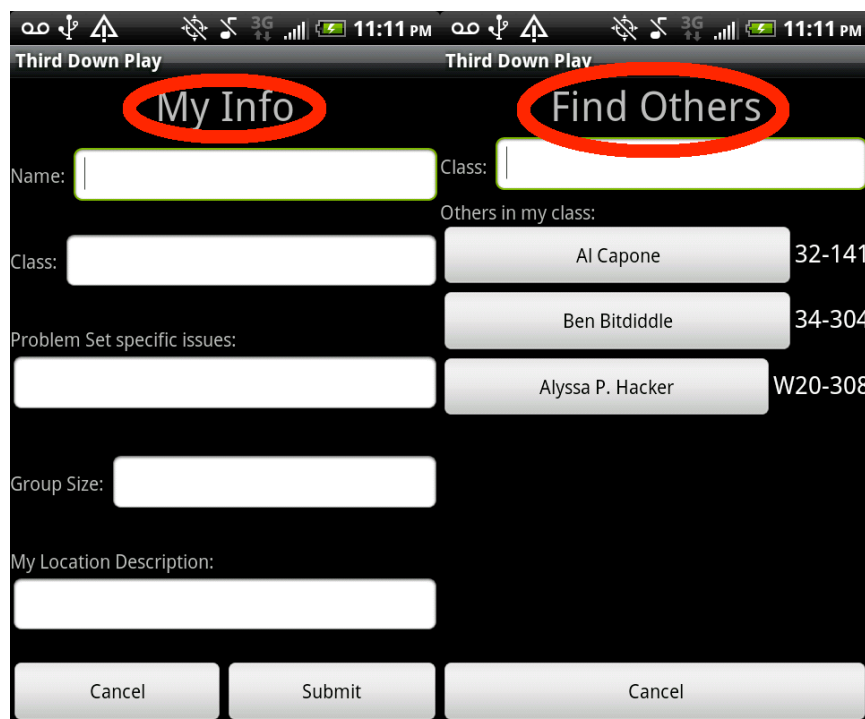 3G 11:11 PM
Third Down Play
My Info
Name:
Class:
Problem Set specific issues:
Group Size:
My Location Description:
Cancel Submit
3G 11:11 PM
Third Down Play
Find Others
Class:
Others in my class:
Al Capone 32-141
Ben Bitdiddle 34-304
Alyssa P. Hacker W20-308
Cancel